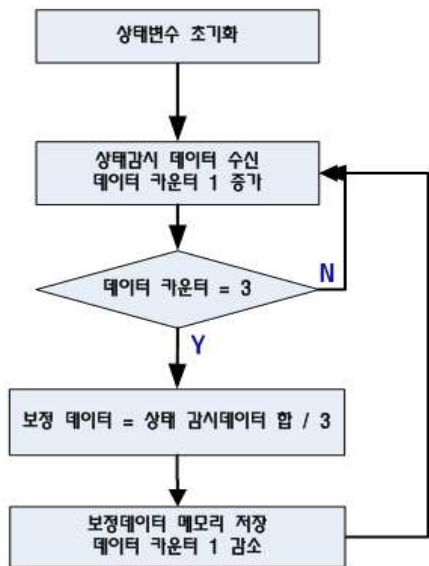 상태변수 초기화
상태감시 데이터 수신
데이터 카운터 1 증가
데이터 카운터 = 3
N
Y
보정 데이터 = 상태 감시데이터 합 / 3
보정데이터 메모리 저장
데이터 카운터 1 감소